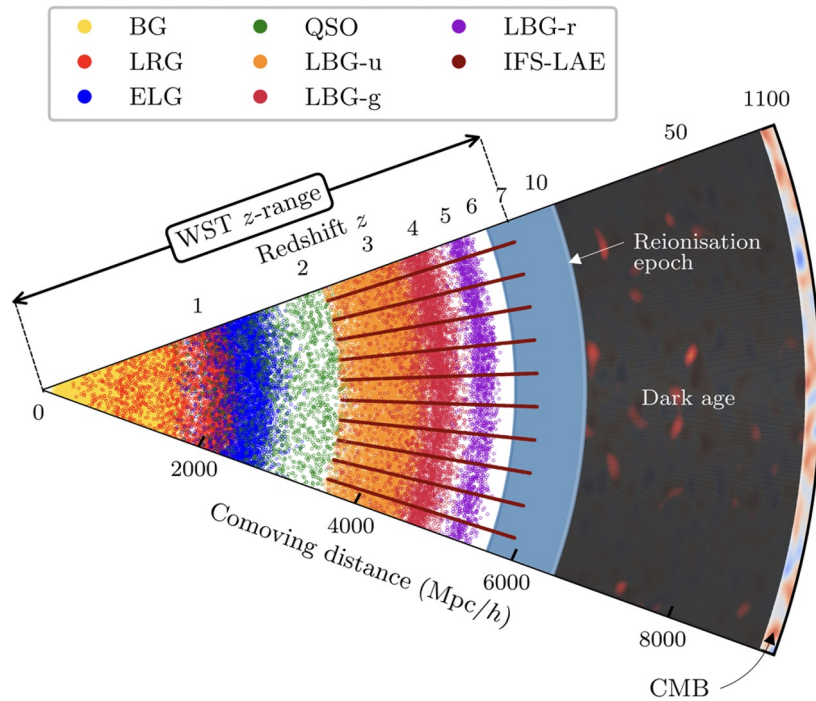 BG
LRG
ELG
QSO
LBG-u
LBG-g
LBG-r
IFS-LAE
WST z-range
Redshift z
0
1
2
3
4
5
6
7
10
50
1100
Reionisation
epoch
Dark age
2000
4000
6000
8000
Comoving distance (Mpc/h)
CMB